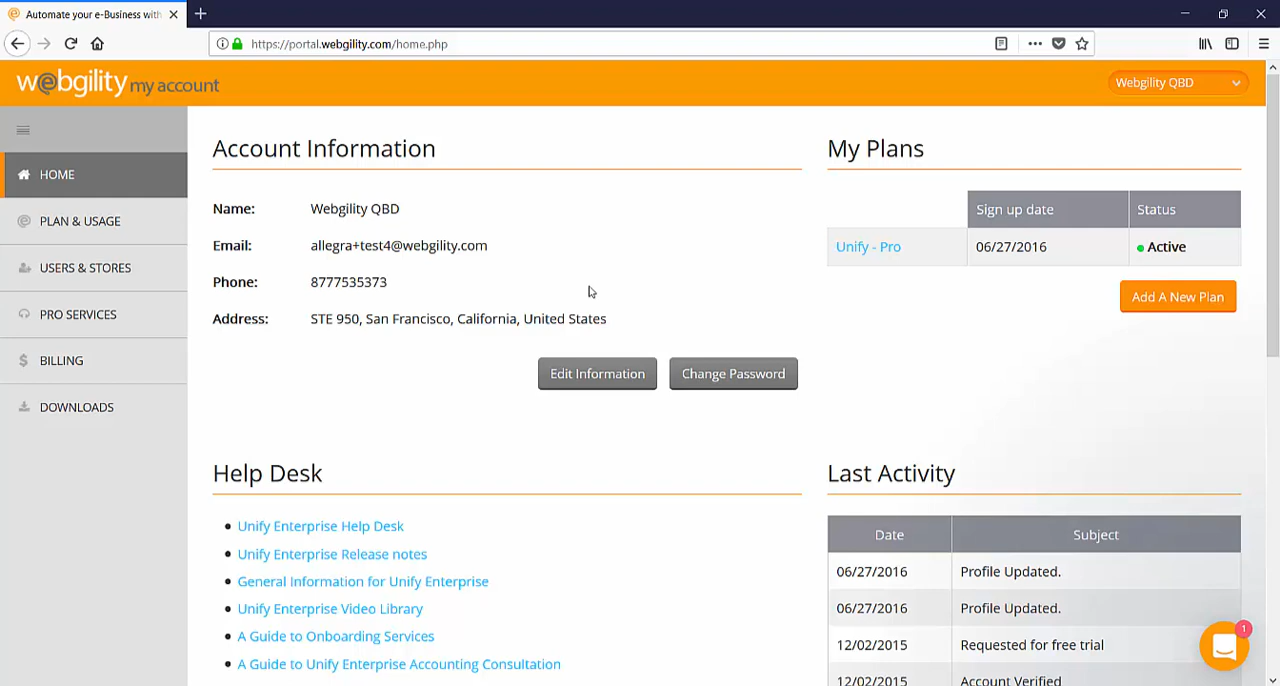 Automate your e-Business with
https://portal.webgility.com/home.php
webgility my account
Webgility QBD
HOME
PLAN & USAGE
USERS & STORES
PRO SERVICES
BILLING
DOWNLOADS
Account Information
Name: Webgility QBD
Email: allegra+test4@webgility.com
Phone: 8777535373
Address: STE 950, San Francisco, California, United States
Edit Information Change Password
My Plans
Sign up date Status
Unify - Pro 06/27/2016 Active
Add A New Plan
Help Desk
Unify Enterprise Help Desk
Unify Enterprise Release notes
General Information for Unify Enterprise
Unify Enterprise Video Library
A Guide to Onboarding Services
A Guide to Unify Enterprise Accounting Consultation
Last Activity
Date Subject
06/27/2016 Profile Updated.
06/27/2016 Profile Updated.
12/02/2015 Requested for free trial
12/02/2015 Account Verified
1